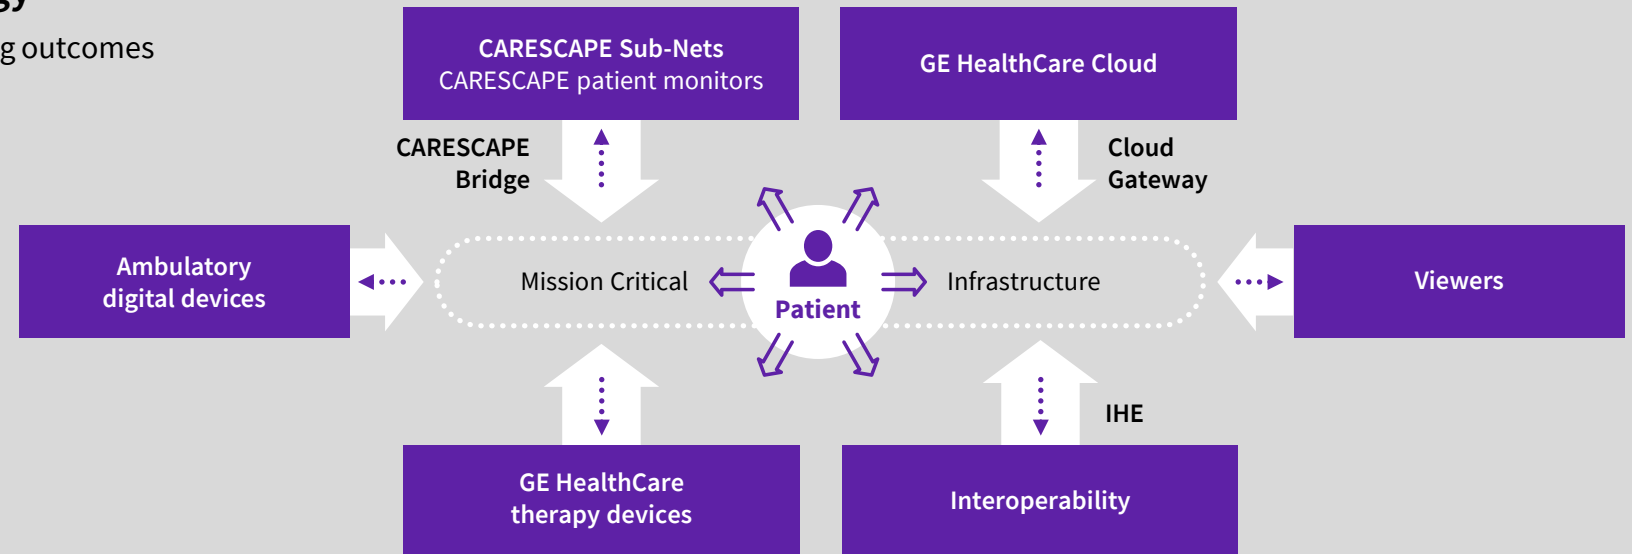 g outcomes
CARESCAPE Sub-Nets
CARESCAPE patient monitors
GE HealthCare Cloud
CARESCAPE
Bridge
Cloud
Gateway
Ambulatory
digital devices
Mission Critical
Patient
Infrastructure
Viewers
IHE
GE HealthCare
therapy devices
Interoperability